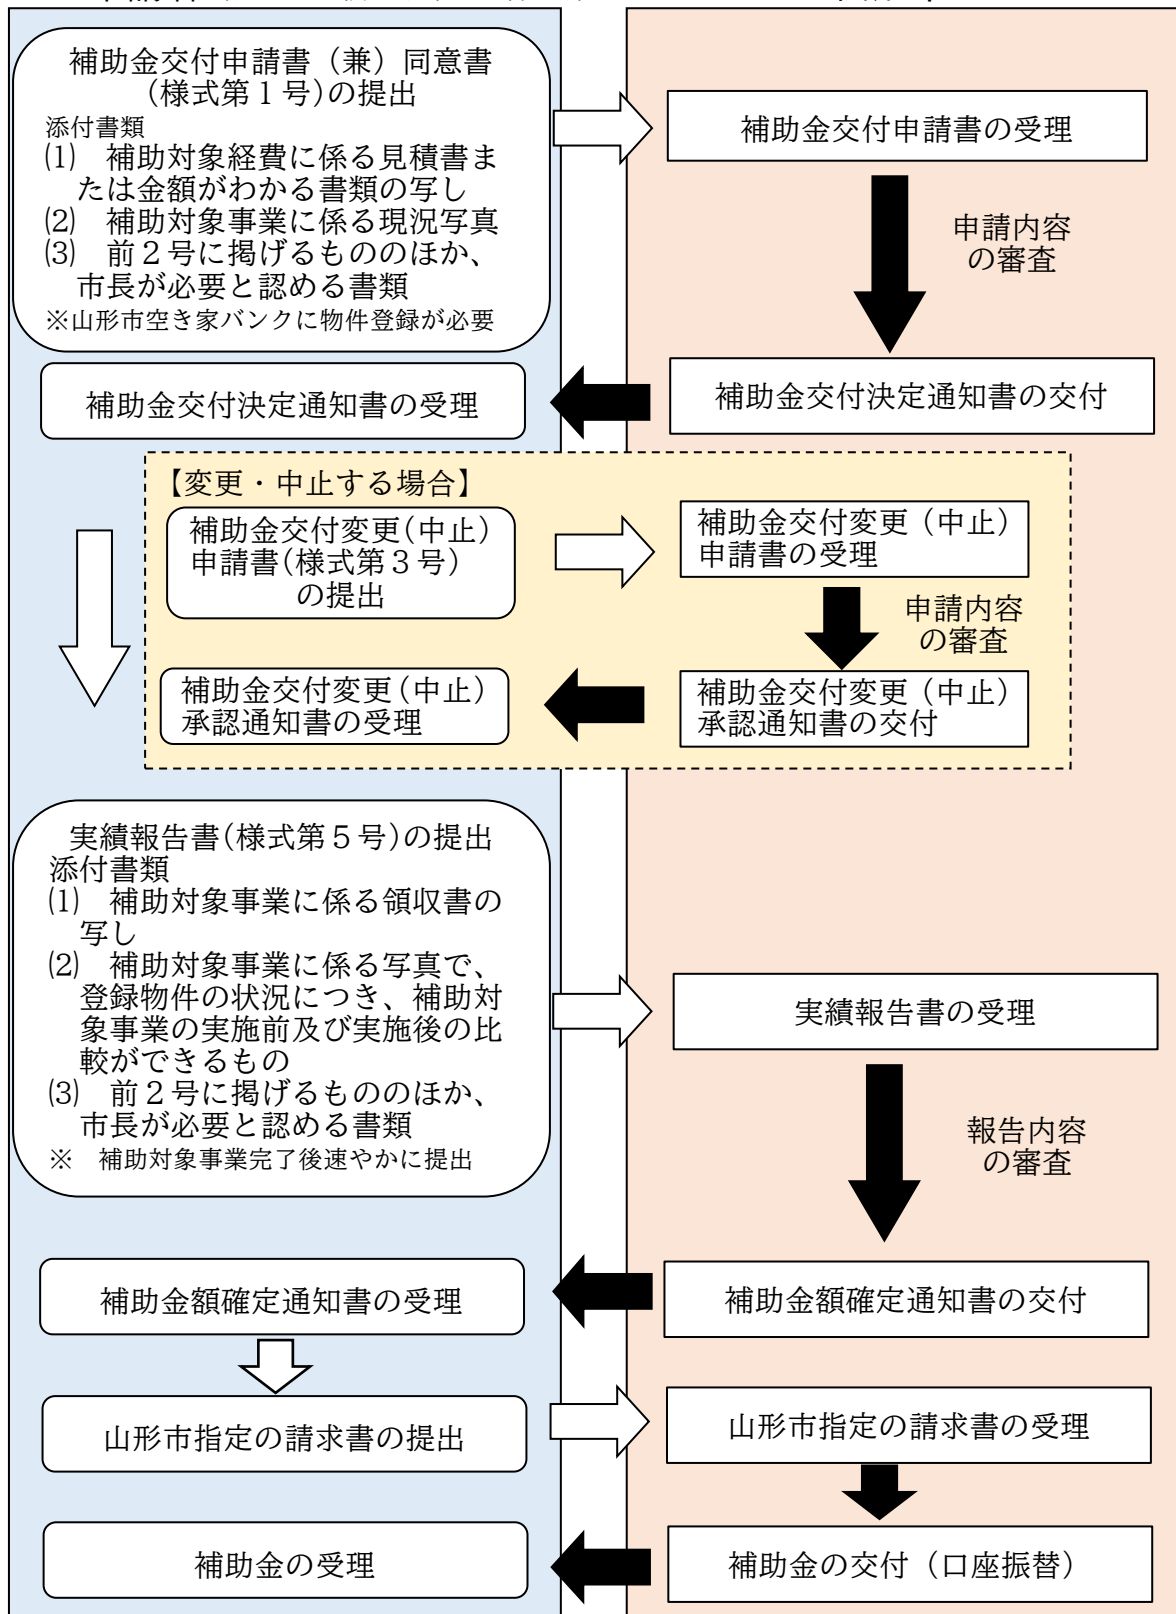 補助金交付申請書（兼）同意書
(様式第１号)の提出
添付書類
⑴　補助対象経費に係る見積書ま
たは金額がわかる書類の写し
⑵　補助対象事業に係る現況写真
⑶　前２号に掲げるもののほか、
市長が必要と認める書類
※山形市空き家バンクに物件登録が必要
補助金交付申請書の受理
申請内容
の審査
補助金交付決定通知書の受理
補助金交付決定通知書の交付
【変更・中止する場合】
補助金交付変更(中止)
申請書(様式第３号)
の提出
補助金交付変更（中止）
申請書の受理
申請内容
の審査
補助金交付変更(中止)
承認通知書の受理
補助金交付変更（中止）
承認通知書の交付
実績報告書(様式第５号)の提出
添付書類
⑴　補助対象事業に係る領収書の
写し
⑵　補助対象事業に係る写真で、
登録物件の状況につき、補助対
象事業の実施前及び実施後の比
較ができるもの
⑶　前２号に掲げるもののほか、
市長が必要と認める書類
※　補助対象事業完了後速やかに提出
実績報告書の受理
報告内容
の審査
補助金額確定通知書の受理
補助金額確定通知書の交付
山形市指定の請求書の提出
山形市指定の請求書の受理
補助金の受理
補助金の交付（口座振替）